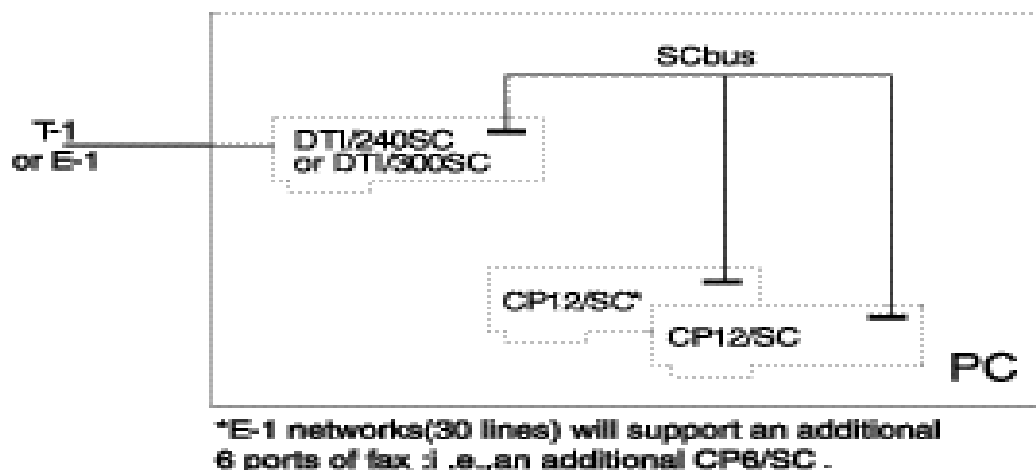 SCbus
T-1
or E-1
DTI/240SC
or DTI/300SC
CP12/SC*
CP12/SC
PC
*E-1 networks(30 lines) will support an additional
6 ports of fax :i .e.,an additional CP6/SC .